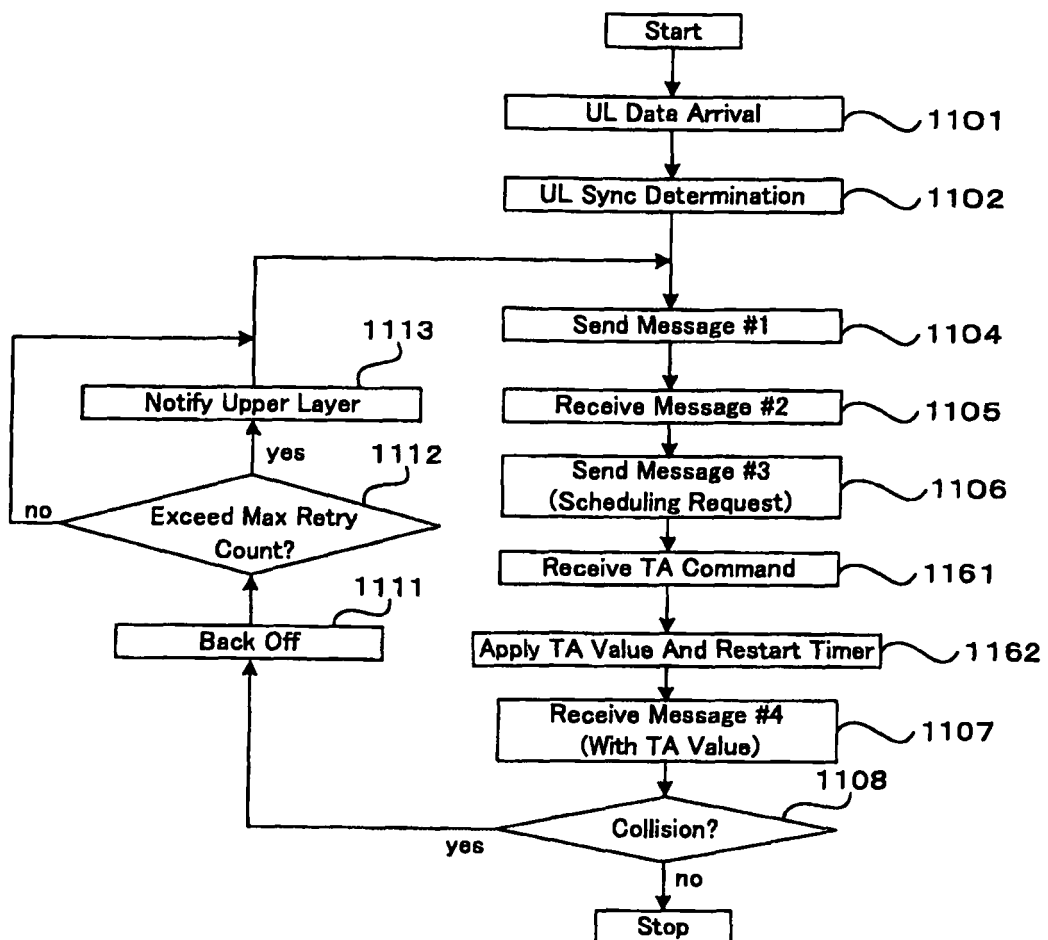 Start
UL Data Arrival
1101
UL Sync Determination
1102
Send Message #1
1104
1113
Notify Upper Layer
Receive Message #2
1105
yes
1112
Send Message #3
(Scheduling Request)
1106
no
Exceed Max Retry
Count?
Receive TA Command
1161
1111
Back Off
Apply TA Value And Restart Timer
1162
Receive Message #4
(With TA Value)
1107
1108
Collision?
yes
no
Stop